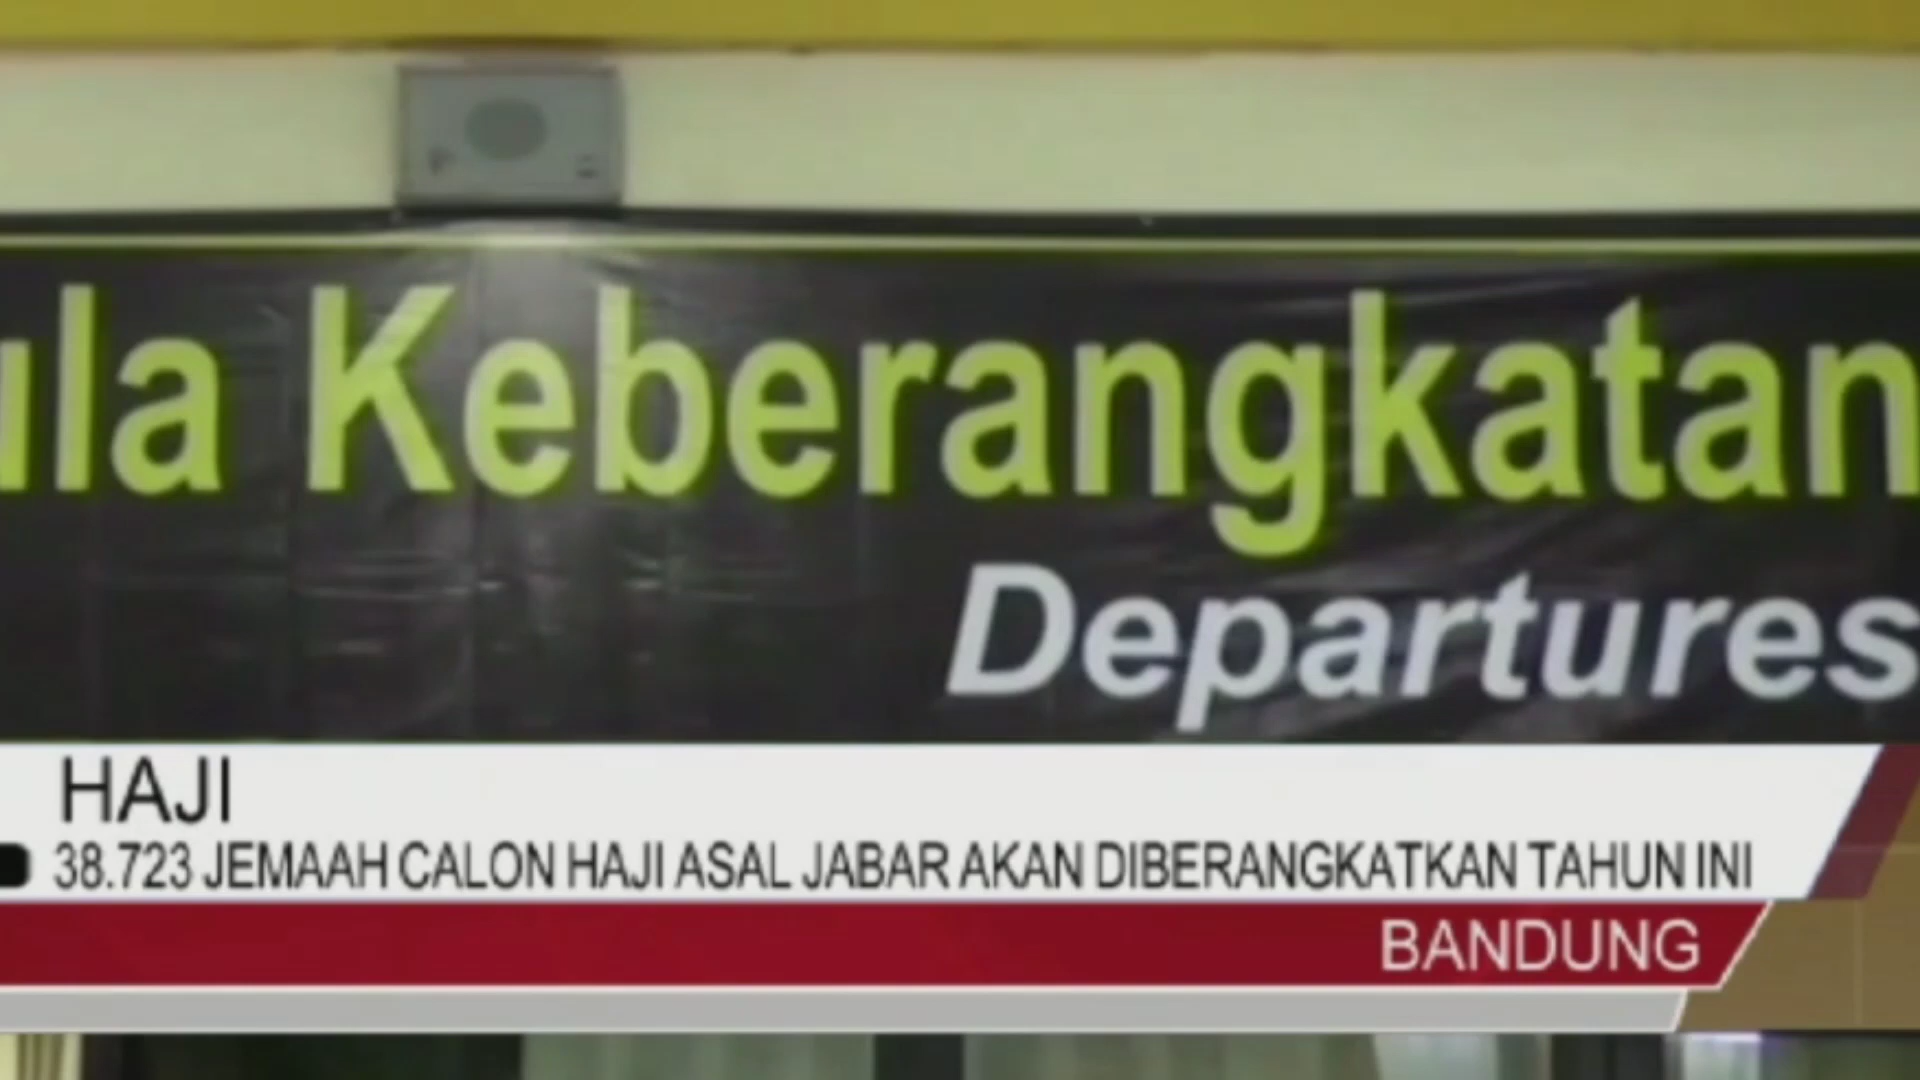 ula Keberangkatan
Departures
HAJI
38.723 JEMAAH CALON HAJI ASAL JABAR AKAN DIBERANGKATKAN TAHUN INI
BANDUNG